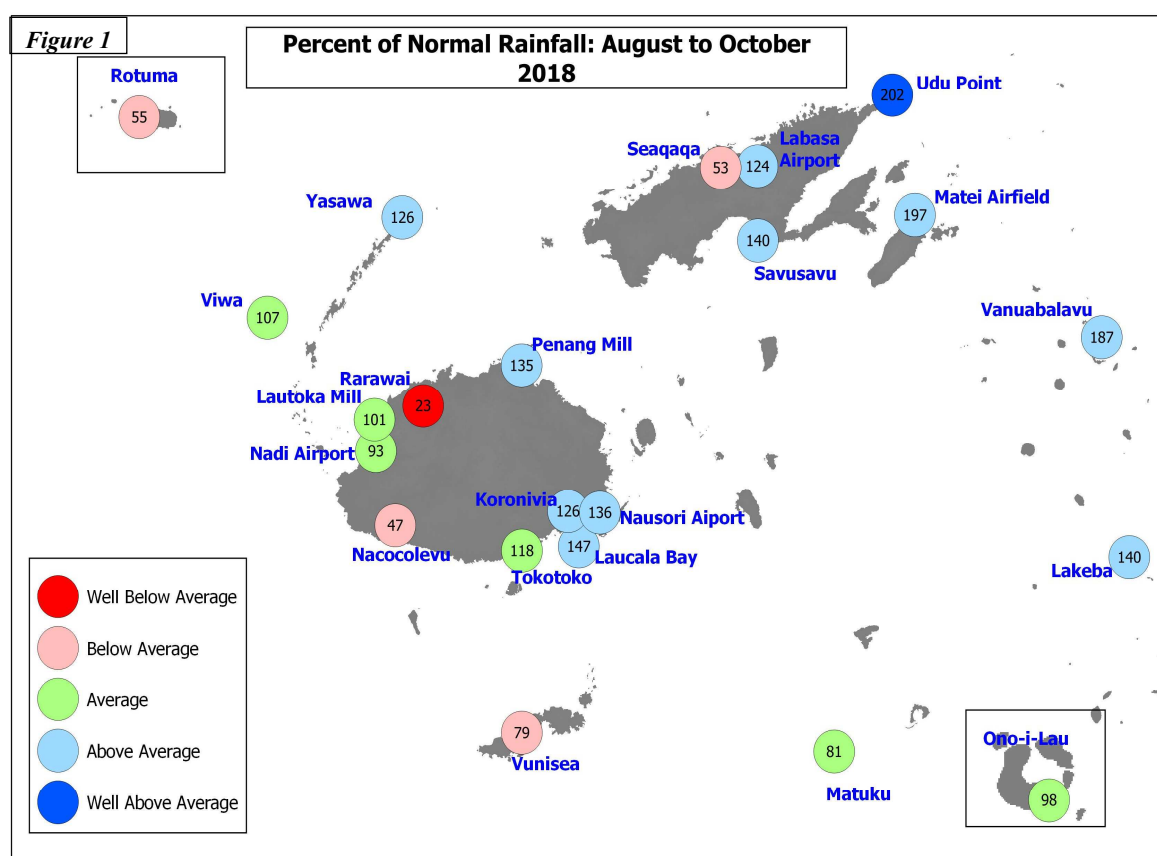 Figure 1
Percent of Normal Rainfall: August to October
2018
Rotuma
55
Udu Point
202
Seaqaqa
53
Labasa
Airport
124
Yasawa
126
Matei Airfield
197
140
Savusavu
Viwa
107
Vanuabalavu
187
Penang Mill
135
Rarawai
23
Lautoka Mill
101
Nadi Airport
93
Koronivia
126
136
Nausori Aiport
47
Nacocolevu
118
Tokotoko
147
Laucala Bay
140
Lakeba
Well Below Average
Below Average
Average
Above Average
Well Above Average
79
Vunisea
81
Matuku
Ono-i-Lau
98